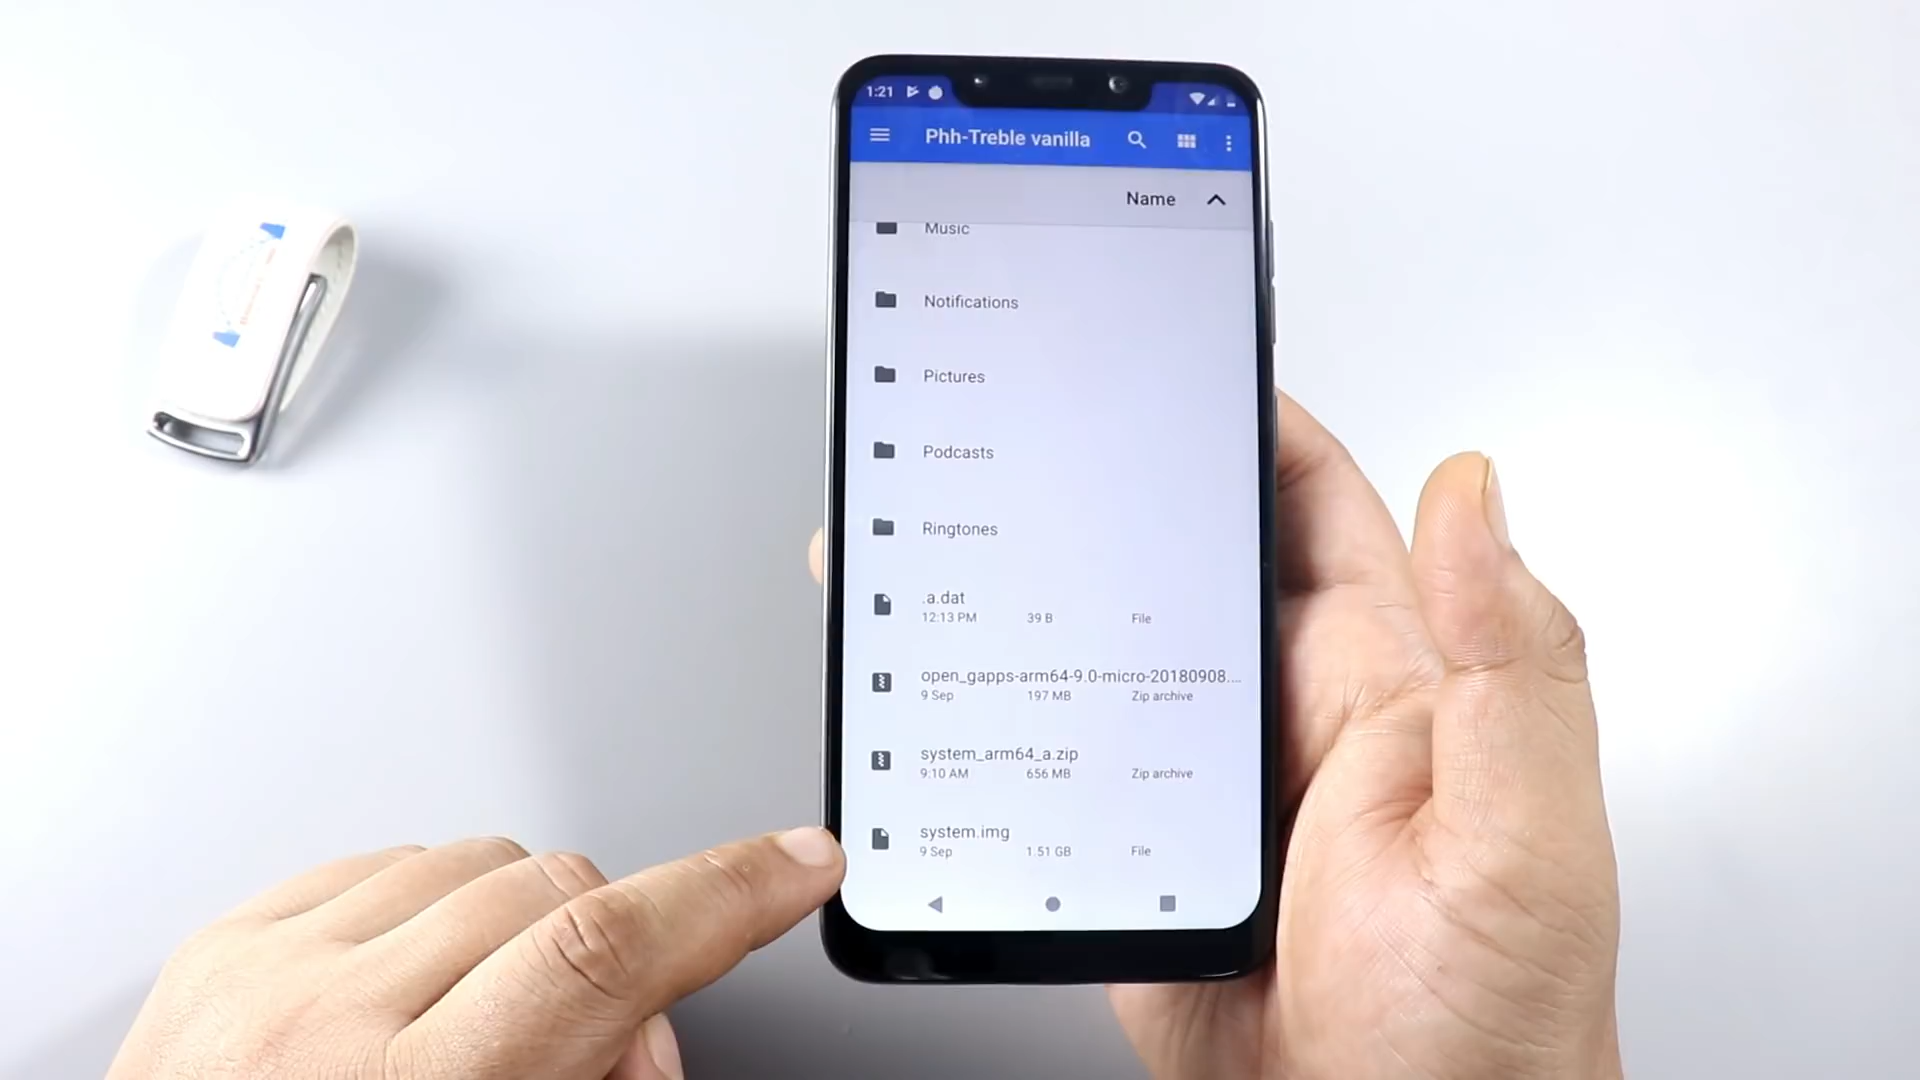 1:21
Phh-Treble vanilla
Name
Music
Notifications
Pictures
Podcasts
Ringtones
.a.dat
12:13 PM 39 B File
open_gapps-arm64-9.0-micro-20180908....
9 Sep 197 MB Zip archive
system_arm64_a.zip
9:10 AM 656 MB Zip archive
system.img
9 Sep 1.51 GB File